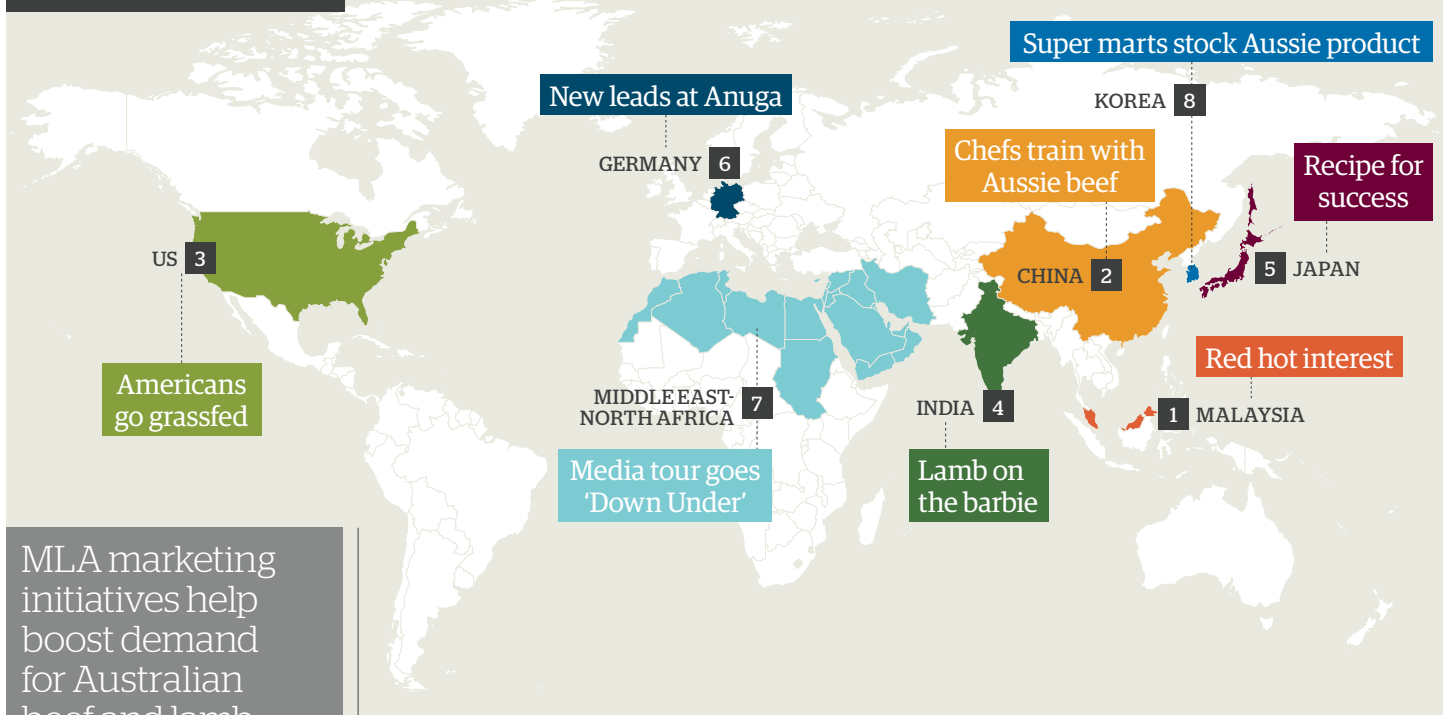 Super marts stock Aussie product
New leads at Anuga
KOREA 8
Chefs train with
Aussie beef
Recipe for
success
GERMANY 6
US 3
CHINA 2
5 JAPAN
Red hot interest
Americans
go grassfed
MIDDLE EAST-
NORTH AFRICA 7
INDIA 4
1 MALAYSIA
Media tour goes
‘Down Under’
Lamb on
the barbie
MLA marketing
initiatives help
boost demand
for Australian
beef and lamb